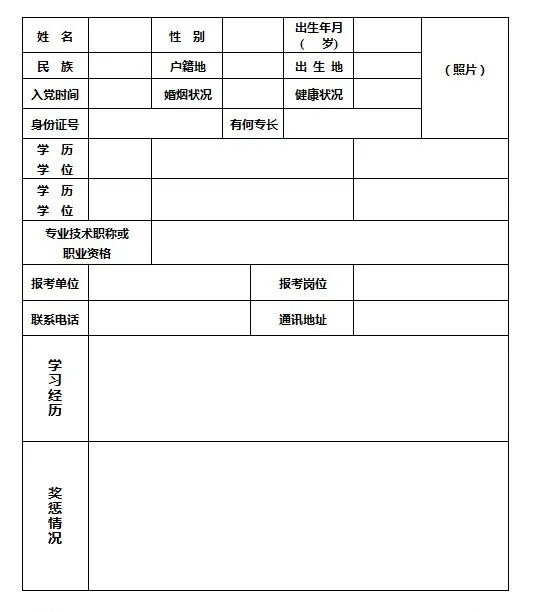 姓 名 性 别 出生年月
( 岁)
民 族 户籍地 出 生 地
（照片）
入党时间 婚烟状况 健康状况
身份证号 有何专长
学 历
学 位
学 历
学 位
专业技术职称或
职业资格
报考单位 报考岗位
联系电话 通讯地址
学习经历
奖惩情况